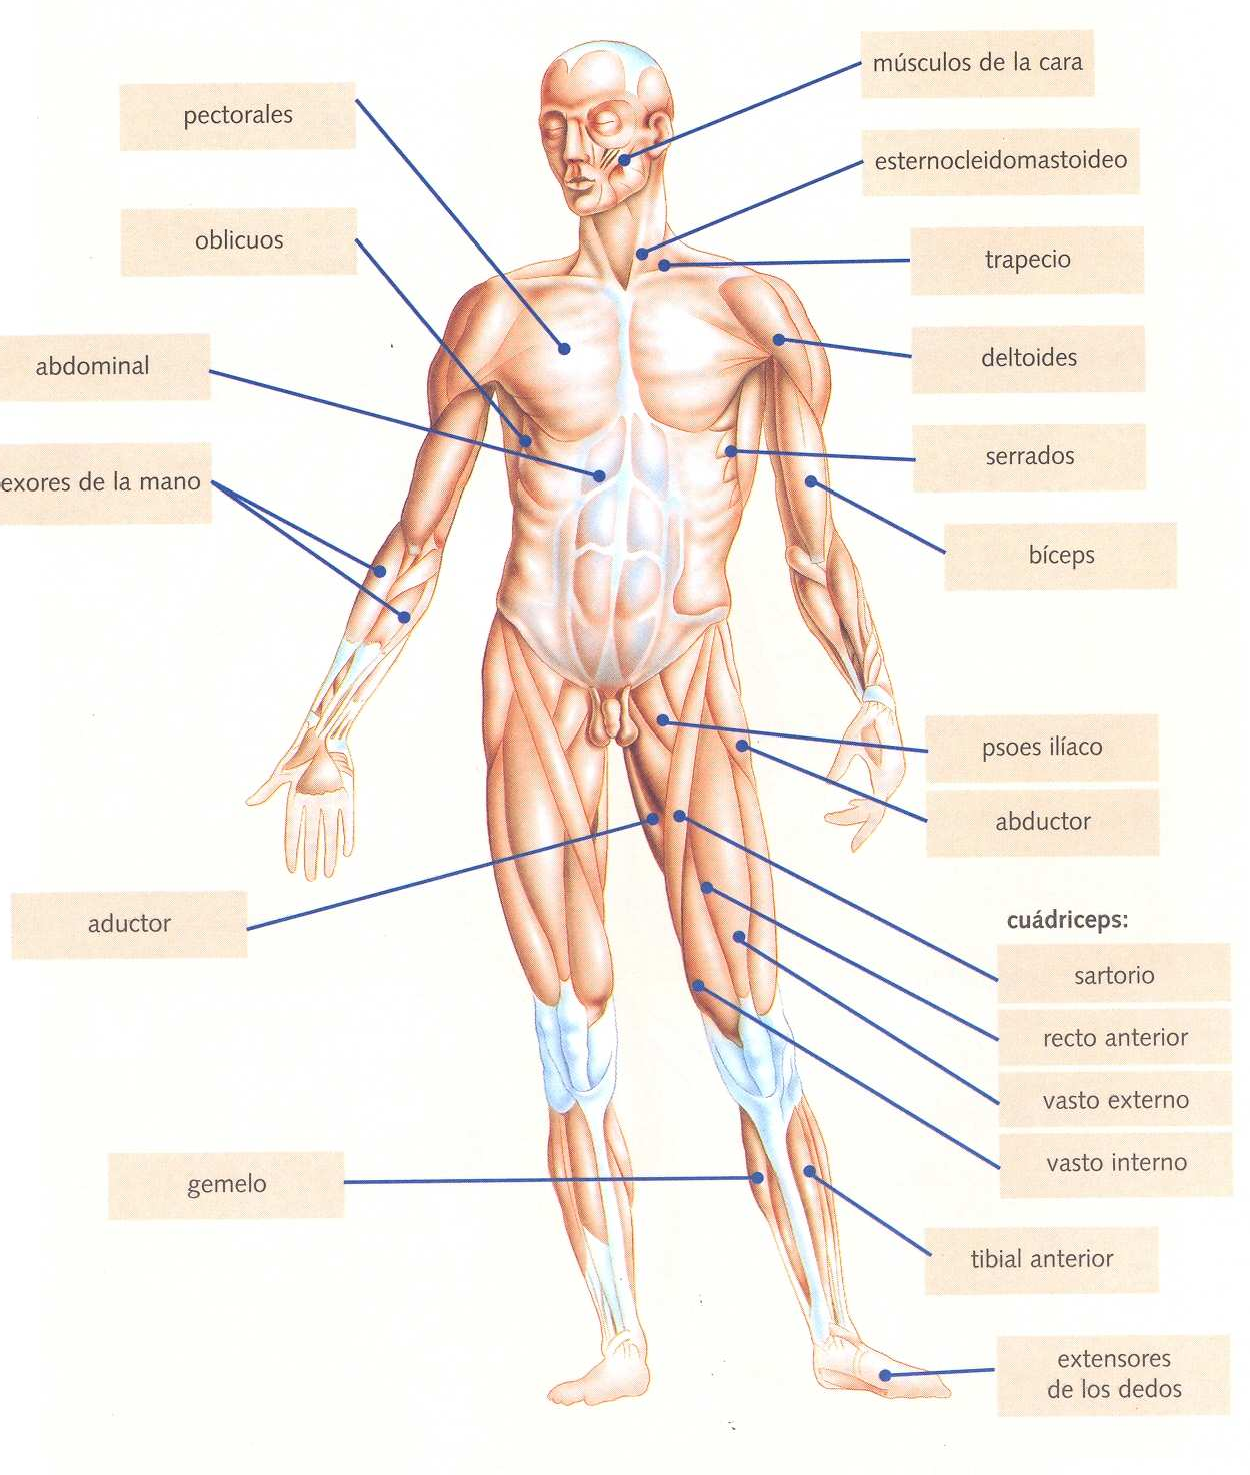 pectorales
oblicuos
abdominal
exores de la mano
aductor
gemelo
músculos de la cara
esternocleidomastoideo
trapecio
deltoides
serrados
bíceps
psoes ilíaco
abductor
cuádriceps:
sartorio
recto anterior
vasto externo
vasto interno
tibial anterior
extensores
de los dedos